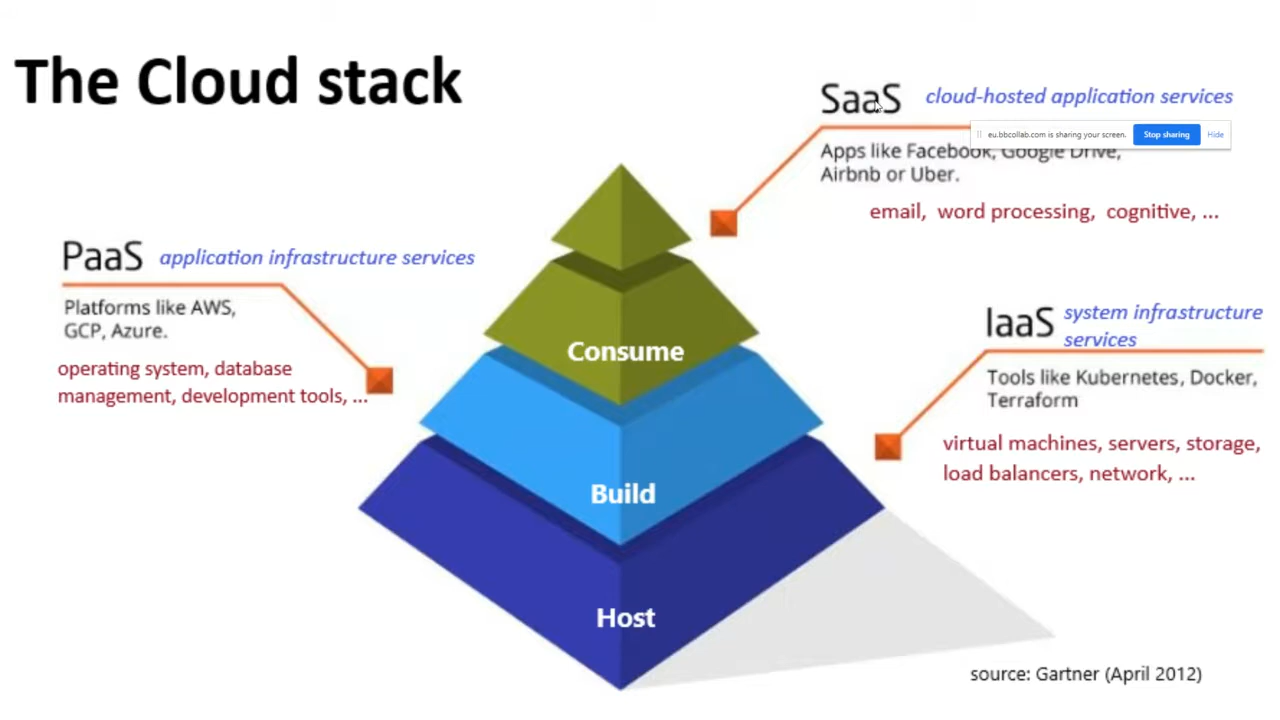 The Cloud stack
SaaS cloud-hosted application services
eu.bbcollab.com is sharing your screen. Stop sharing Hide
Apps like Facebook, Google Drive,
Airbnb or Uber.
email, word processing, cognitive, ...
PaaS application infrastructure services
Platforms like AWS,
GCP, Azure.
operating system, database
management, development tools, ...
IaaS system infrastructure
services
Tools like Kubernetes, Docker,
Terraform
virtual machines, servers, storage,
load balancers, network, ...
Consume
Build
Host
source: Gartner (April 2012)